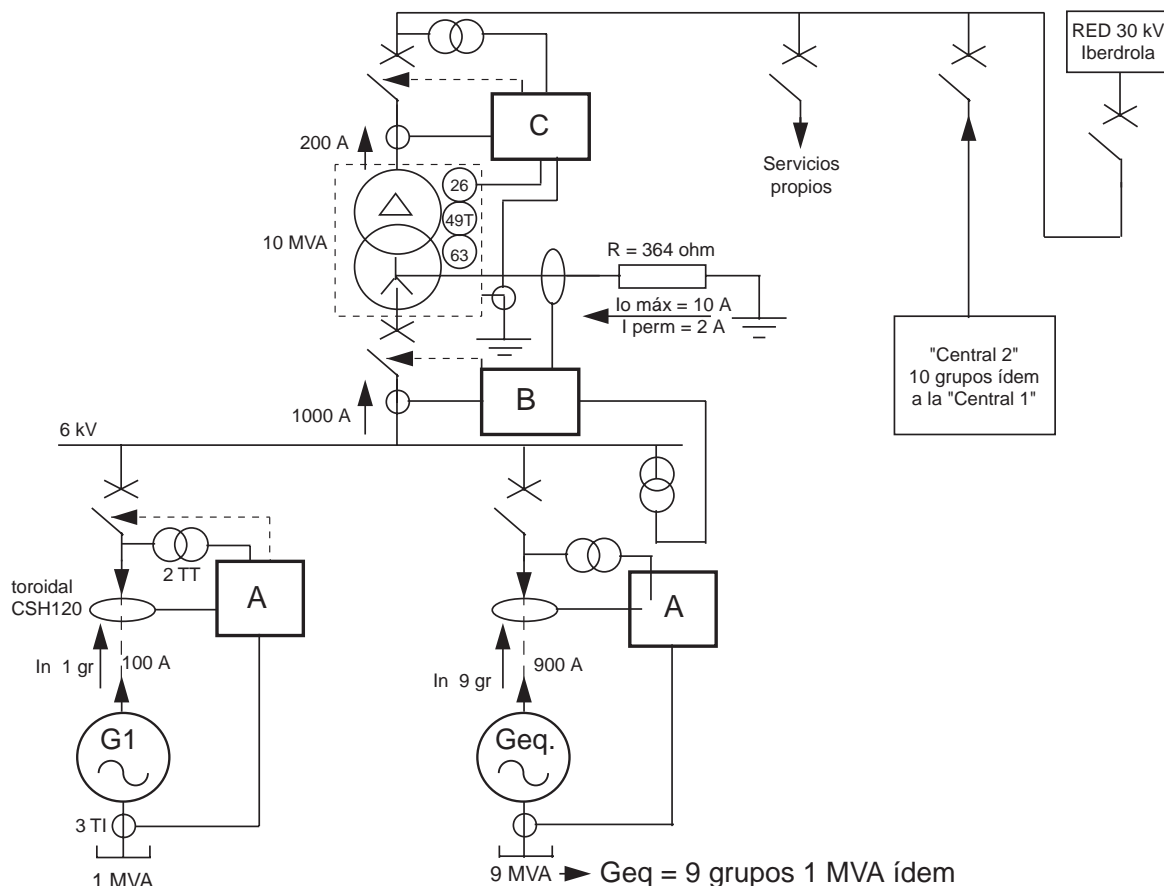 RED 30 kV
Iberdrola
C
200 A
Servicios
propios
26
49T
63
10 MVA
R = 364 ohm
Io máx = 10 A
I perm = 2 A
"Central 2"
10 grupos ídem
a la "Central 1"
B
1000 A
6 kV
2 TT
toroidal
CSH120
A
A
In 1 gr
100 A
In 9 gr
900 A
G1
Geq.
3 TI
1 MVA
9 MVA
Geq = 9 grupos 1 MVA ídem